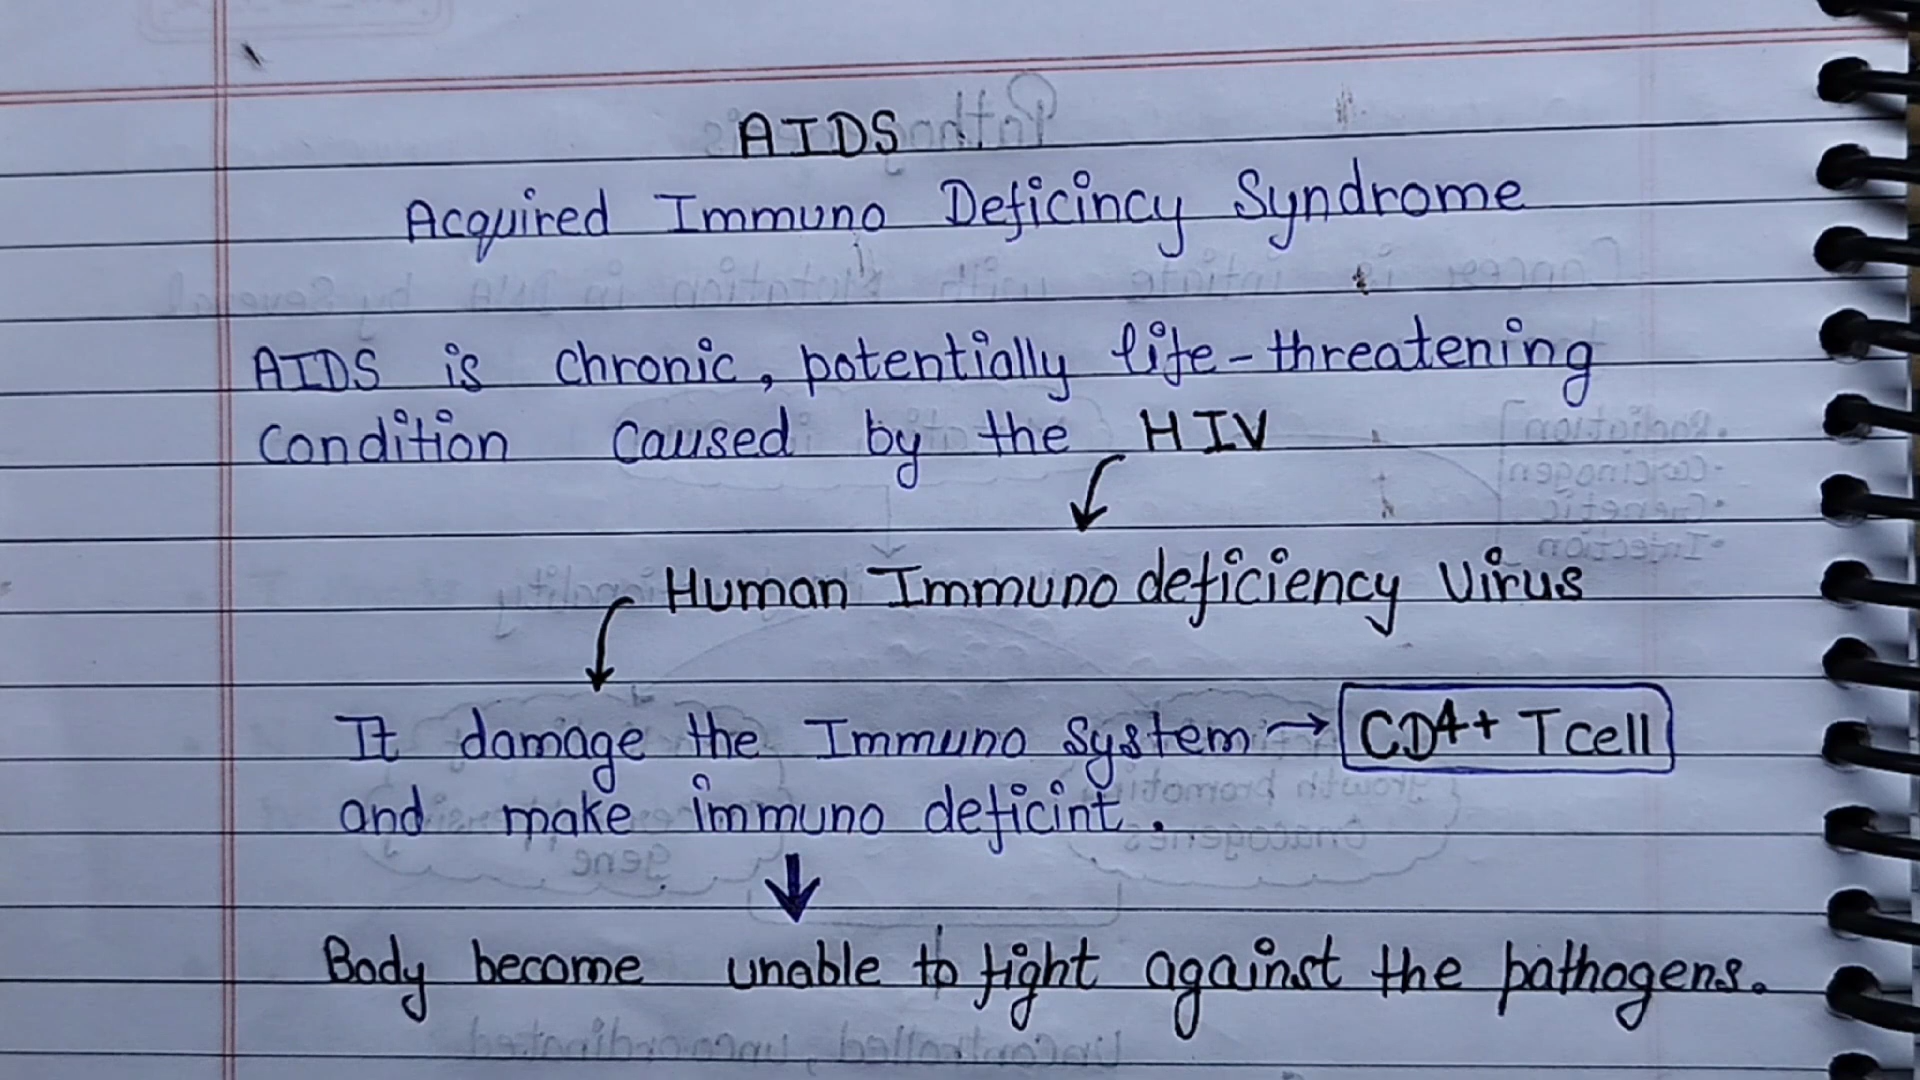 AIDS
Acquired Immuno Deficincy Syndrome
AIDS is chronic, potentially life-threatening
condition caused by the HIV
Human Immuno deficiency Virus
It damage the Immuno System → CD4+ T cell
and make immuno deficint.
Body become unable to fight against the pathogens.